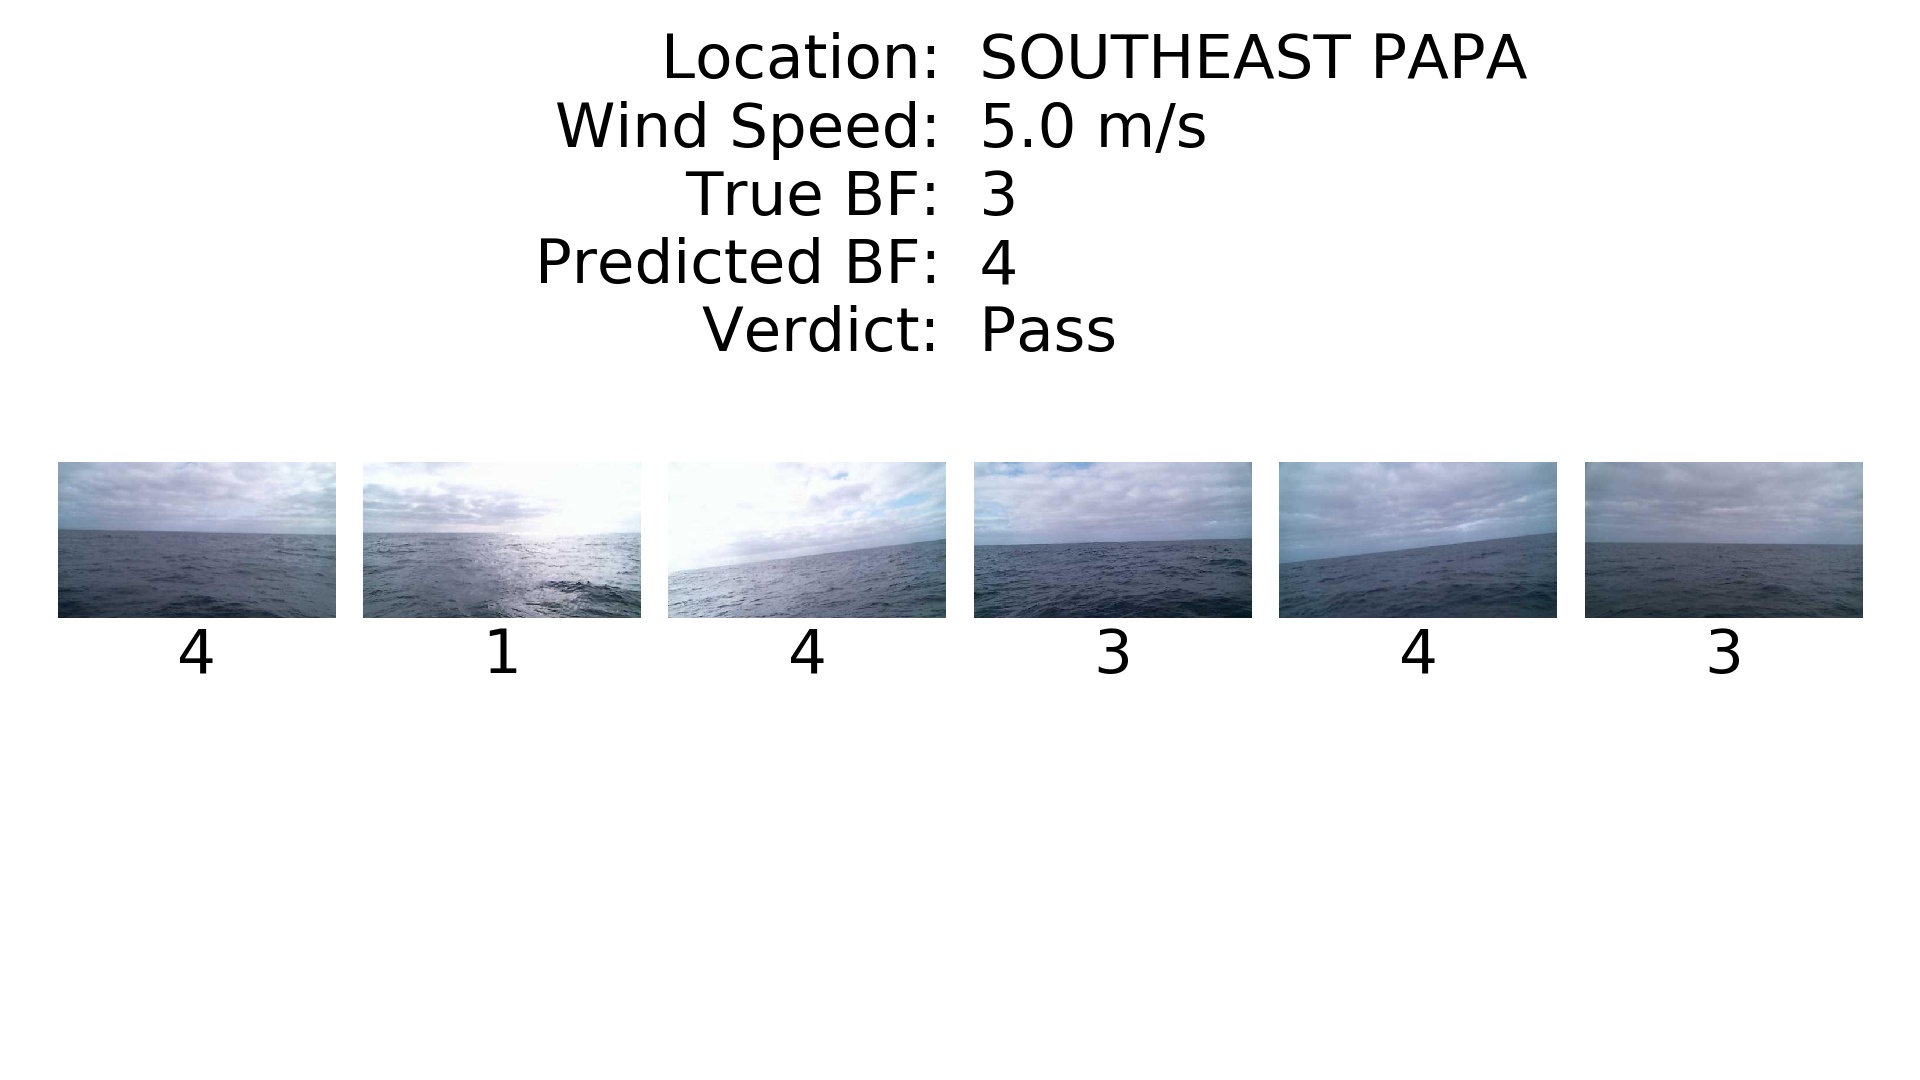 Location: SOUTHEAST PAPA
Wind Speed: 5.0 m/s
True BF: 3
Predicted BF: 4
Verdict: Pass
4 1 4 3 4 3